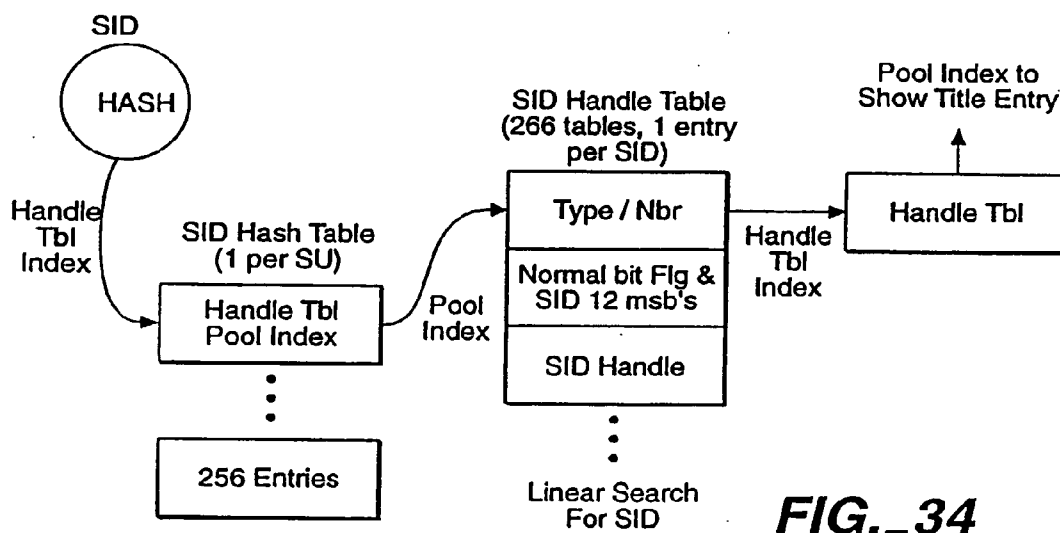 SID
HASH
Handle
Tbl
Index
SID Hash Table
(1 per SU)
Handle Tbl
Pool Index
256 Entries
Pool
Index
SID Handle Table
(266 tables, 1 entry
per SID)
Type / Nbr
Normal bit Flg &
SID 12 msb's
SID Handle
Linear Search
For SID
Handle
Tbl
Index
Pool Index to
Show Title Entry
Handle Tbl
FIG._34